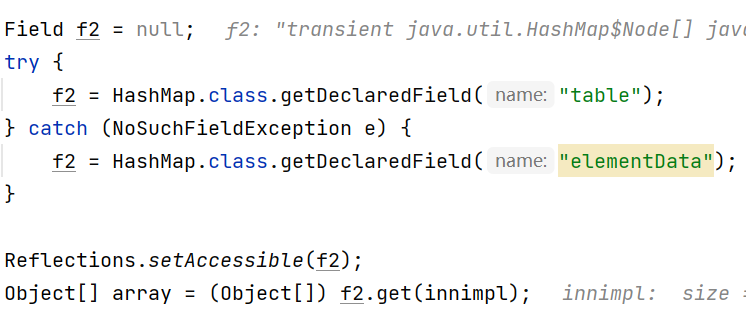 Field f2 = null;   f2: "transient java.util.HashMap$Node[] java
try {
    f2 = HashMap.class.getDeclaredField( name: "table");
} catch (NoSuchFieldException e) {
    f2 = HashMap.class.getDeclaredField( name: "elementData");
}
Reflections.setAccessible(f2);
Object[] array = (Object[]) f2.get(innimpl);   innimpl:  size =